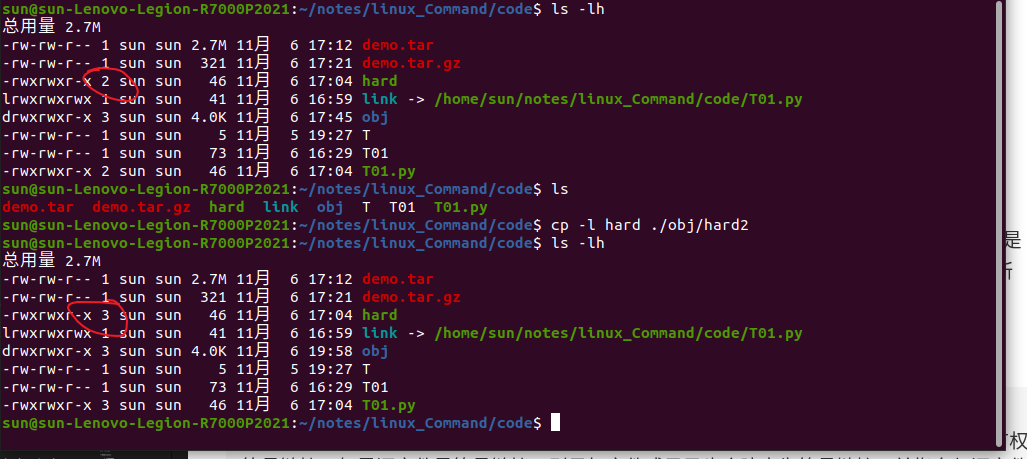 sun@sun-Lenovo-Legion-R7000P2021:~/notes/linux_Command/code$ ls -lh
总用量 2.7M
-rw-rw-r-- 1 sun sun 2.7M 11月  6 17:12 demo.tar
-rw-rw-r-- 1 sun sun  321 11月  6 17:21 demo.tar.gz
-rwxrwxr-x 2 sun sun   46 11月  6 17:04 hard
lrwxrwxrwx 1 sun sun   41 11月  6 16:59 link -> /home/sun/notes/linux_Command/code/T01.py
drwxrwxr-x 3 sun sun 4.0K 11月  6 17:45 obj
-rw-rw-r-- 1 sun sun    5 11月  5 19:27 T
-rw-rw-r-- 1 sun sun   73 11月  6 16:29 T01
-rwxrwxr-x 2 sun sun   46 11月  6 17:04 T01.py
sun@sun-Lenovo-Legion-R7000P2021:~/notes/linux_Command/code$ ls
demo.tar  demo.tar.gz  hard  link  obj  T  T01  T01.py
sun@sun-Lenovo-Legion-R7000P2021:~/notes/linux_Command/code$ cp -l hard ./obj/hard2
sun@sun-Lenovo-Legion-R7000P2021:~/notes/linux_Command/code$ ls -lh
总用量 2.7M
-rw-rw-r-- 1 sun sun 2.7M 11月  6 17:12 demo.tar
-rw-rw-r-- 1 sun sun  321 11月  6 17:21 demo.tar.gz
-rwxrwxr-x 3 sun sun   46 11月  6 17:04 hard
lrwxrwxrwx 1 sun sun   41 11月  6 16:59 link -> /home/sun/notes/linux_Command/code/T01.py
drwxrwxr-x 3 sun sun 4.0K 11月  6 19:58 obj
-rw-rw-r-- 1 sun sun    5 11月  5 19:27 T
-rw-rw-r-- 1 sun sun   73 11月  6 16:29 T01
-rwxrwxr-x 3 sun sun   46 11月  6 17:04 T01.py
sun@sun-Lenovo-Legion-R7000P2021:~/notes/linux_Command/code$
是
权